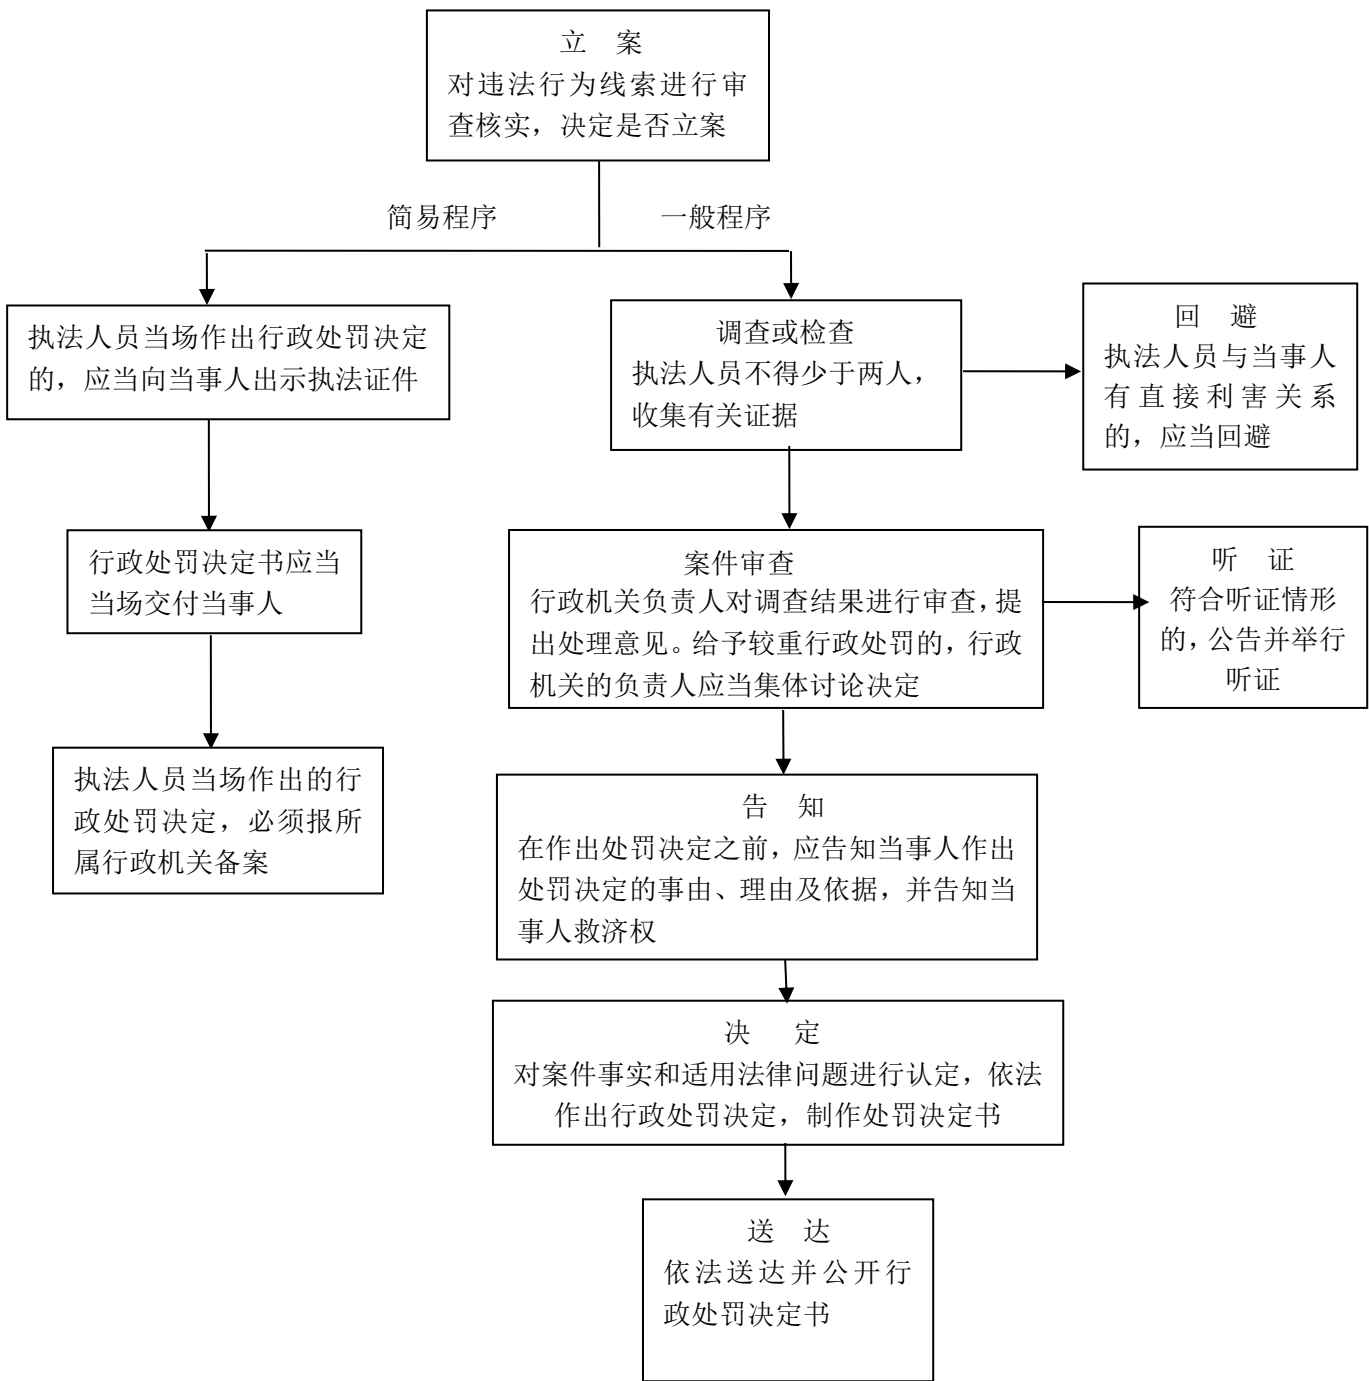 立 案
对违法行为线索进行审
查核实，决定是否立案
简易程序
一般程序
执法人员当场作出行政处罚决定
的，应当向当事人出示执法证件
调查或检查
执法人员不得少于两人，
收集有关证据
回 避
执法人员与当事人
有直接利害关系
的，应当回避
行政处罚决定书应当
当场交付当事人
案件审查
行政机关负责人对调查结果进行审查，提
出处理意见。给予较重行政处罚的，行政
机关的负责人应当集体讨论决定
听 证
符合听证情形
的，公告并举行
听证
执法人员当场作出的行
政处罚决定，必须报所
属行政机关备案
告 知
在作出处罚决定之前，应告知当事人作出
处罚决定的事由、理由及依据，并告知当
事人救济权
决 定
对案件事实和适用法律问题进行认定，依法
作出行政处罚决定，制作处罚决定书
送 达
依法送达并公开行
政处罚决定书